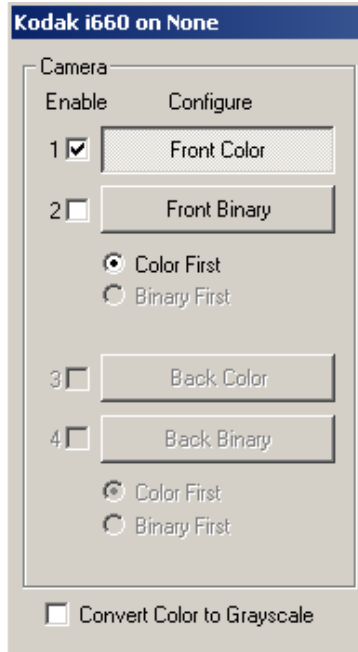 Kodak i660 on None
Camera
Enable Configure
1 Front Color
2 Front Binary
Color First
Binary First
3 Back Color
4 Back Binary
Color First
Binary First
Convert Color to Grayscale